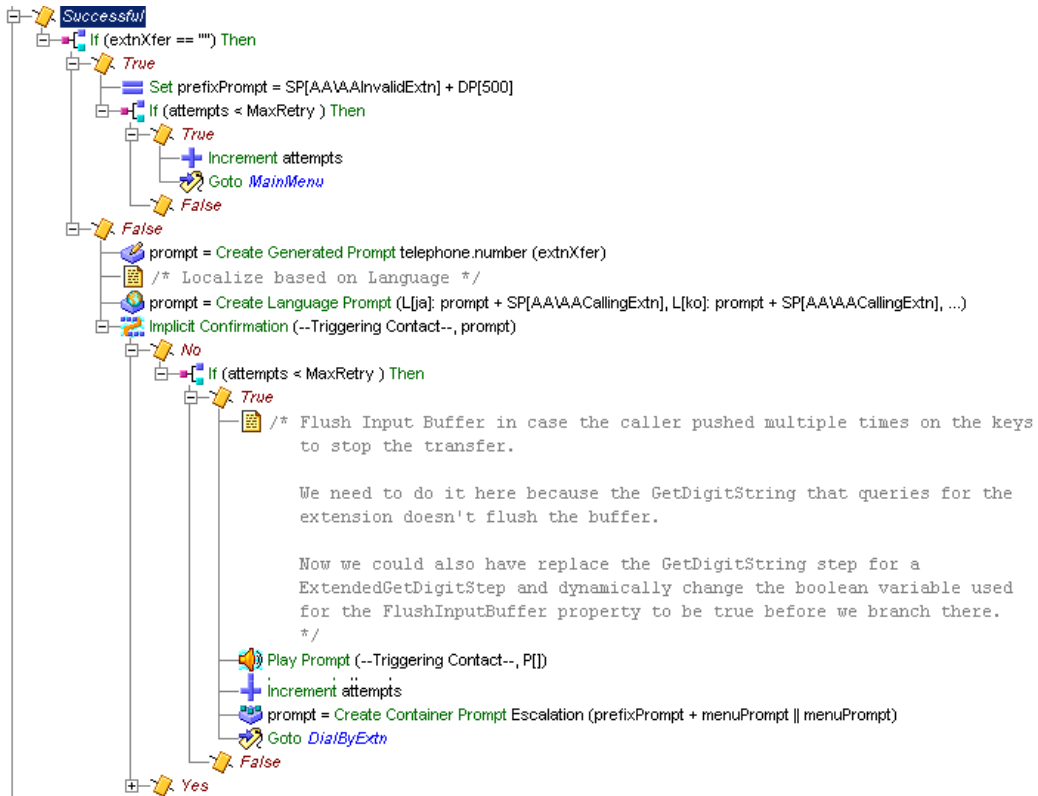 Successful
If (extnXfer == "") Then
True
Set prefixPrompt = SP[AA\AAInvalidExtn] + DP[500]
If (attempts < MaxRetry ) Then
True
Increment attempts
Goto MainMenu
False
False
prompt = Create Generated Prompt telephone.number (extnXfer)
/* Localize based on Language */
prompt = Create Language Prompt (L[ja]: prompt + SP[AA\AACallingExtn], L[ko]: prompt + SP[AA\AACallingExtn], ...)
Implicit Confirmation (--Triggering Contact--, prompt)
No
If (attempts < MaxRetry ) Then
True
/* Flush Input Buffer in case the caller pushed multiple times on the keys
to stop the transfer.
We need to do it here because the GetDigitString that queries for the
extension doesn't flush the buffer.
Now we could also have replace the GetDigitString step for a
ExtendedGetDigitStep and dynamically change the boolean variable used
for the FlushInputBuffer property to be true before we branch there.
*/
Play Prompt (--Triggering Contact--, P[])
Increment attempts
prompt = Create Container Prompt Escalation (prefixPrompt + menuPrompt || menuPrompt)
Goto DialByExtn
False
Yes